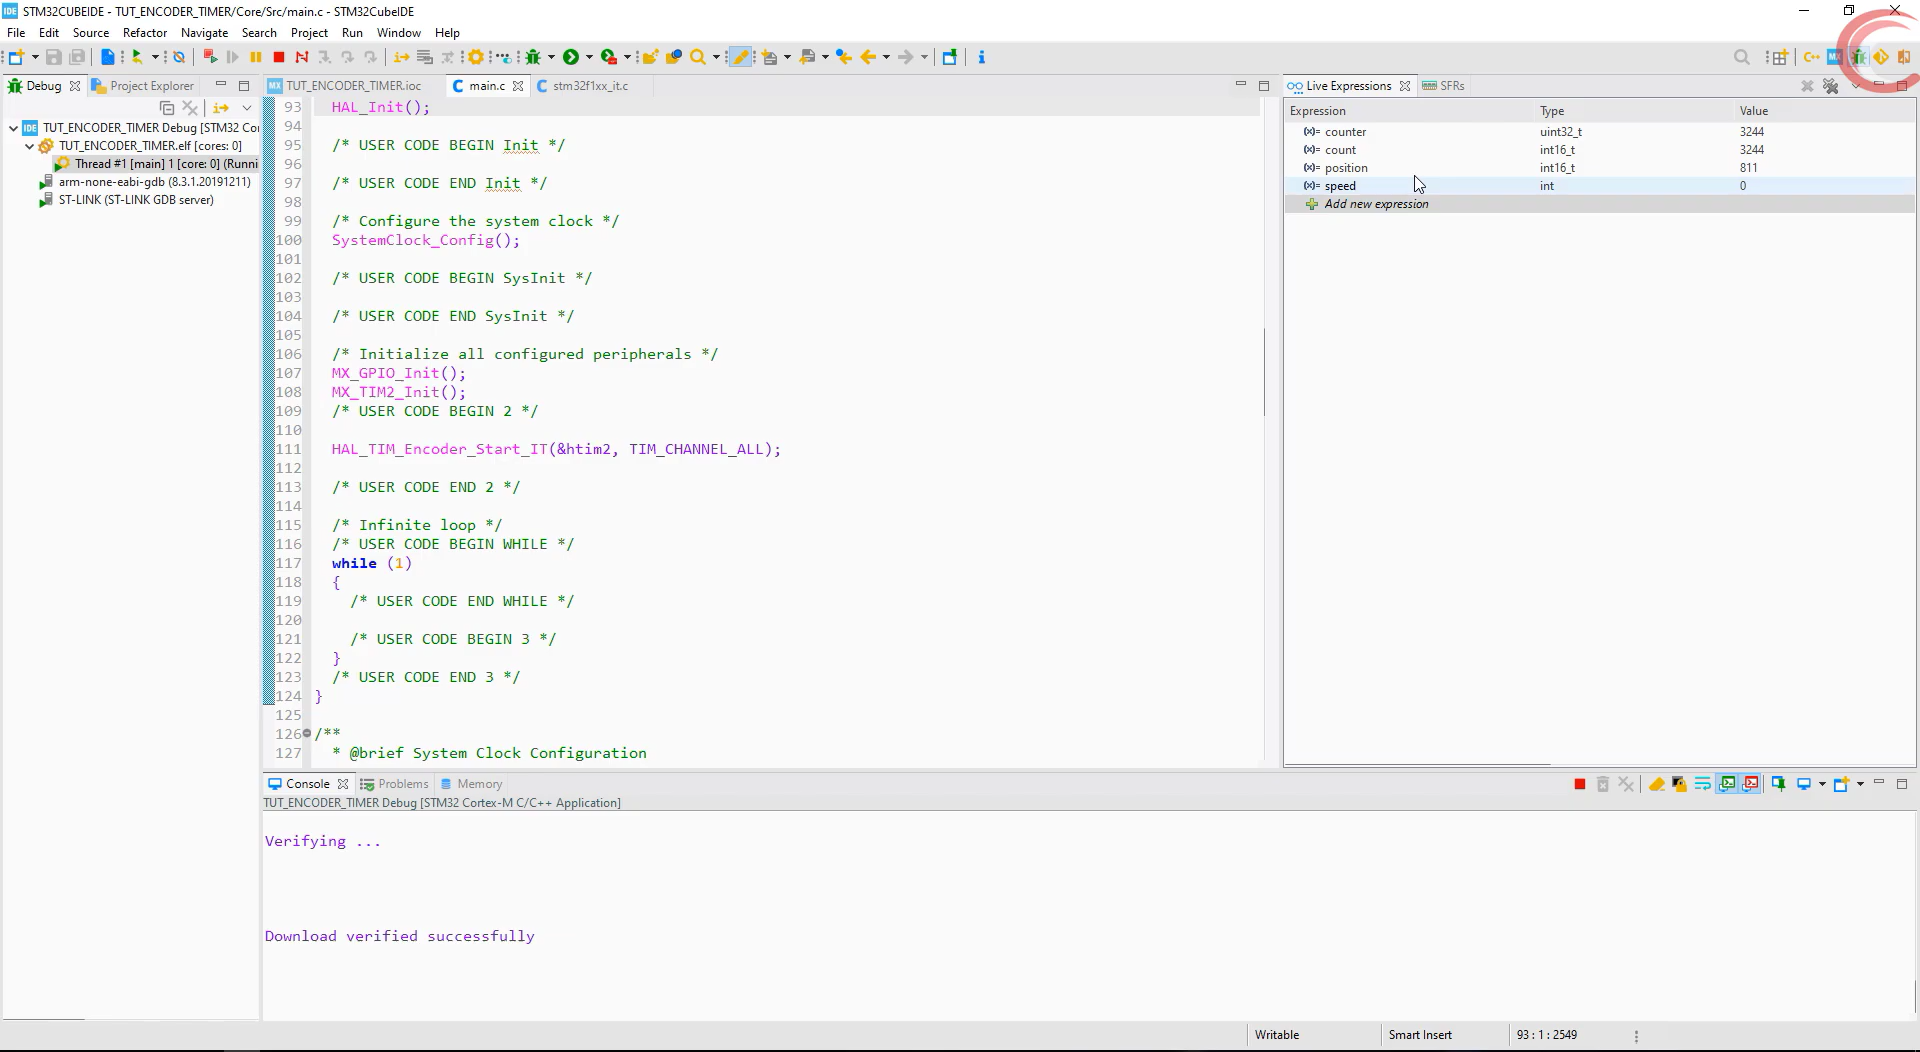 IDE STM32CUBEIDE - TUT_ENCODER_TIMER/Core/Src/main.c - STM32CubeIDE
File Edit Source Refactor Navigate Search Project Run Window Help
Debug Project Explorer
IDE TUT_ENCODER_TIMER Debug [STM32 Cor
TUT_ENCODER_TIMER.elf [cores: 0]
Thread #1 [main] 1 [core: 0] (Runni
arm-none-eabi-gdb (8.3.1.20191211)
ST-LINK (ST-LINK GDB server)
MX TUT_ENCODER_TIMER.ioc main.c stm32f1xx_it.c
93 HAL_Init();
94
95 /* USER CODE BEGIN Init */
96
97 /* USER CODE END Init */
98
99 /* Configure the system clock */
100 SystemClock_Config();
101
102 /* USER CODE BEGIN SysInit */
103
104 /* USER CODE END SysInit */
105
106 /* Initialize all configured peripherals */
107 MX_GPIO_Init();
108 MX_TIM2_Init();
109 /* USER CODE BEGIN 2 */
110
111 HAL_TIM_Encoder_Start_IT(&htim2, TIM_CHANNEL_ALL);
112
113 /* USER CODE END 2 */
114
115 /* Infinite loop */
116 /* USER CODE BEGIN WHILE */
117 while (1)
118 {
119 /* USER CODE END WHILE */
120
121 /* USER CODE BEGIN 3 */
122 }
123 /* USER CODE END 3 */
124 }
125
126 /**
127 * @brief System Clock Configuration
Live Expressions SFRs
Expression Type Value
(x)= counter uint32_t 3244
(x)= count int16_t 3244
(x)= position int16_t 811
(x)= speed int 0
Add new expression
Console Problems Memory
TUT_ENCODER_TIMER Debug [STM32 Cortex-M C/C++ Application]
Verifying ...
Download verified successfully
Writable Smart Insert 93 : 1 : 2549